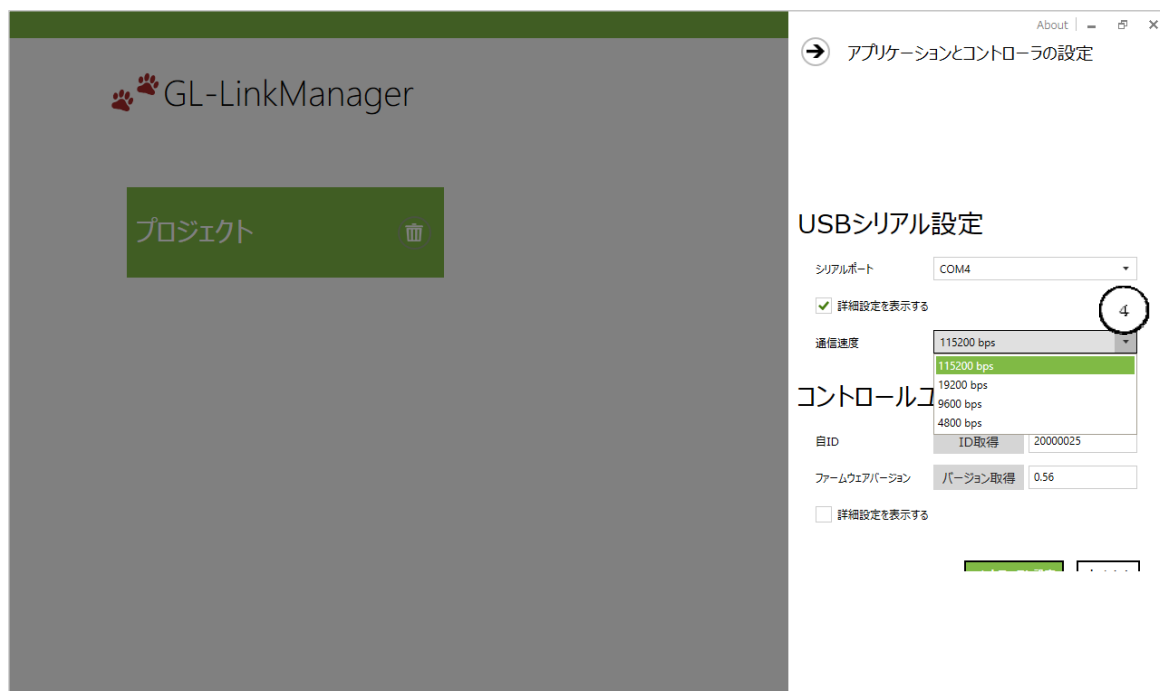 About
アプリケーションとコントローラの設定
GL-LinkManager
プロジェクト
USBシリアル設定
シリアルポート COM4
詳細設定を表示する
4
通信速度 115200 bps
115200 bps
19200 bps
9600 bps
4800 bps
コントロールユ
自ID ID取得 20000025
ファームウェアバージョン バージョン取得 0.56
詳細設定を表示する